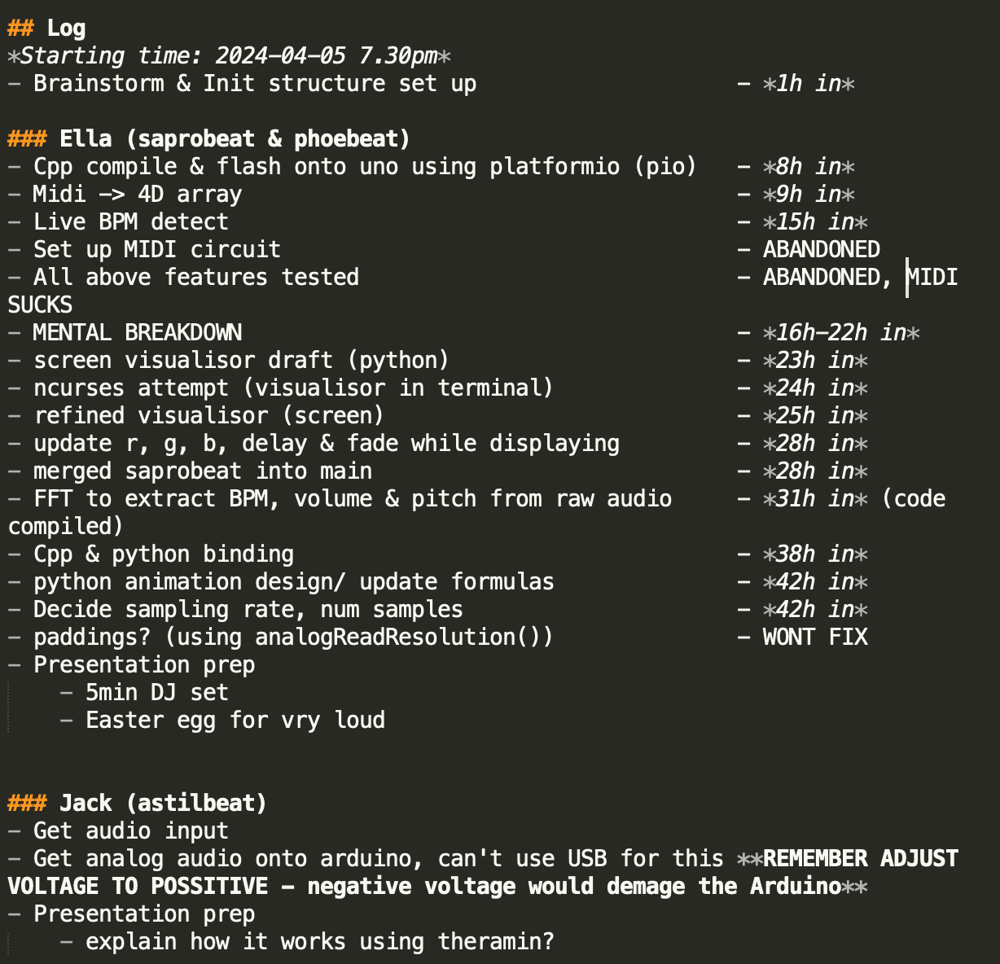 ## Log
*Starting time: 2024-04-05 7.30pm*
- Brainstorm & Init structure set up - *1h in*
### Ella (saprobeat & phoebeat)
- Cpp compile & flash onto uno using platformio (pio) - *8h in*
- Midi -> 4D array - *9h in*
- Live BPM detect - *15h in*
- Set up MIDI circuit - ABANDONED
- All above features tested - ABANDONED, MIDI
SUCKS
- MENTAL BREAKDOWN - *16h-22h in*
- screen visualisor draft (python) - *23h in*
- ncurses attempt (visualisor in terminal) - *24h in*
- refined visualisor (screen) - *25h in*
- update r, g, b, delay & fade while displaying - *28h in*
- merged saprobeat into main - *28h in*
- FFT to extract BPM, volume & pitch from raw audio - *31h in* (code
compiled)
- Cpp & python binding - *38h in*
- python animation design/ update formulas - *42h in*
- Decide sampling rate, num samples - *42h in*
- paddings? (using analogReadResolution()) - WONT FIX
- Presentation prep
- 5min DJ set
- Easter egg for vry loud
### Jack (astilbeat)
- Get audio input
- Get analog audio onto arduino, can't use USB for this **REMEMBER ADJUST
VOLTAGE TO POSSITIVE - negative voltage would demage the Arduino**
- Presentation prep
- explain how it works using theramin?